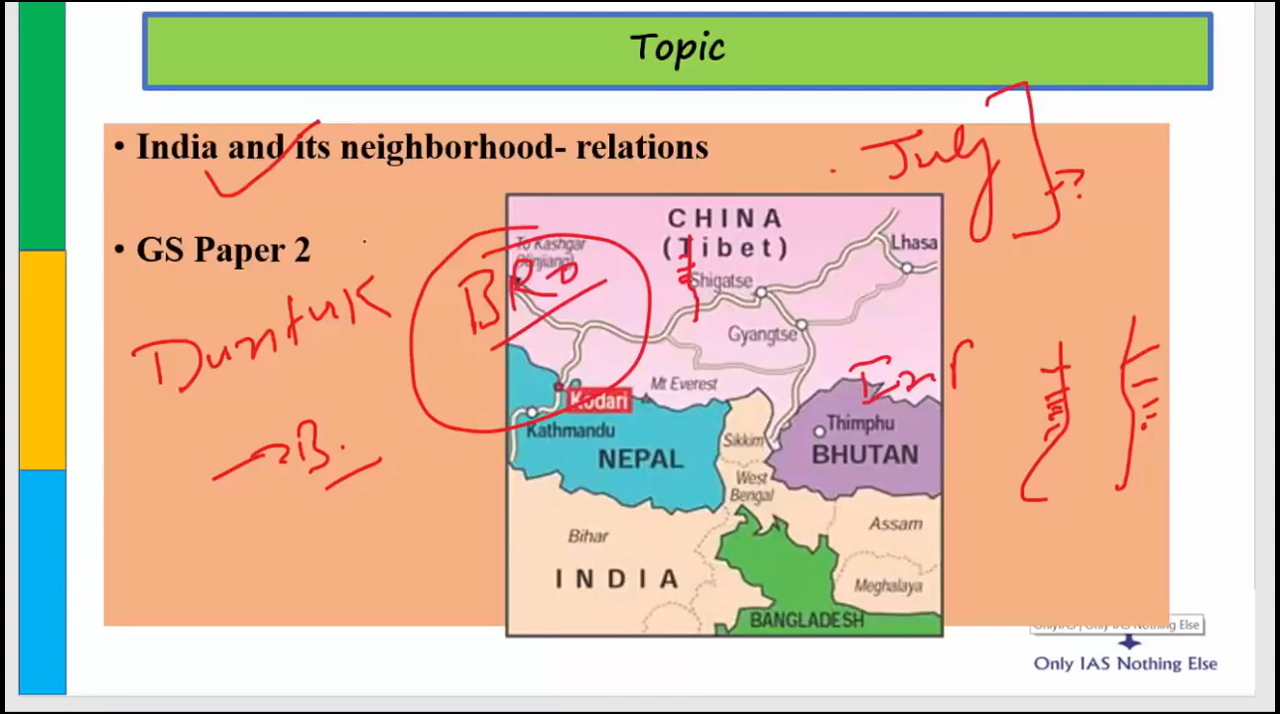 Topic
• India and its neighborhood- relations
July
?
• GS Paper 2
CHINA
(Tibet)
To Kashgar
(Xinjiang)
BRO
Lhasa
Shigatse
Gyangtse
Mt Everest
Kodari
Kathmandu
NEPAL
Sikkim
Thimphu
BHUTAN
West
Bengal
Assam
Bihar
INDIA
Meghalaya
BANGLADESH
→ B.
OnlyIAS | Only IAS Nothing Else
Only IAS Nothing Else